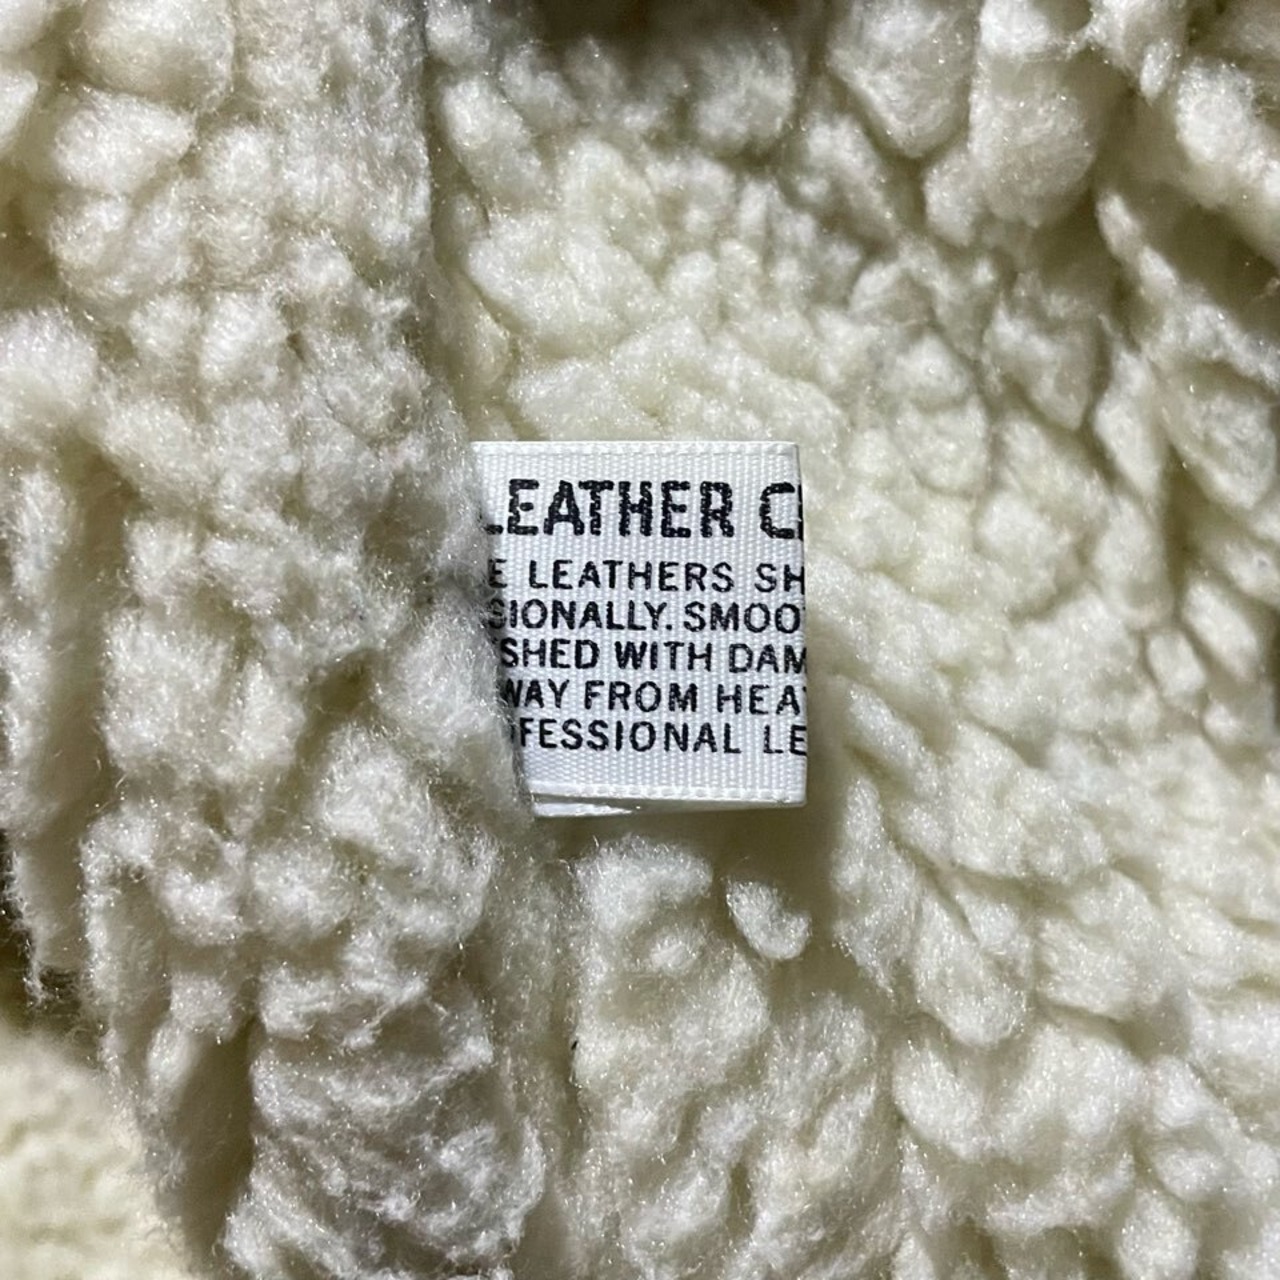 LEATHER C
E LEATHERS SH
SIONALLY. SMOO
SHED WITH DAM
WAY FROM HEA
FESSIONAL LE